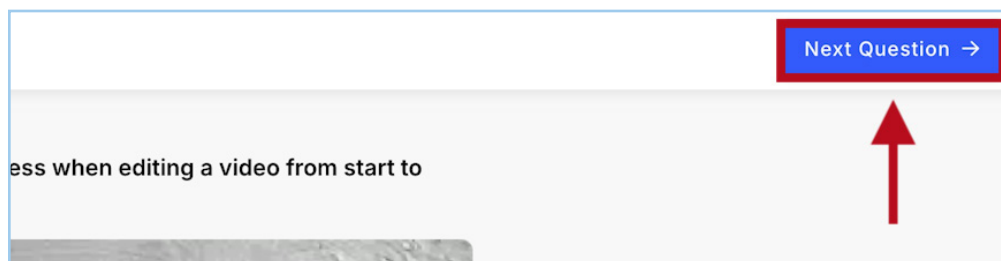 Next Question →
ess when editing a video from start to